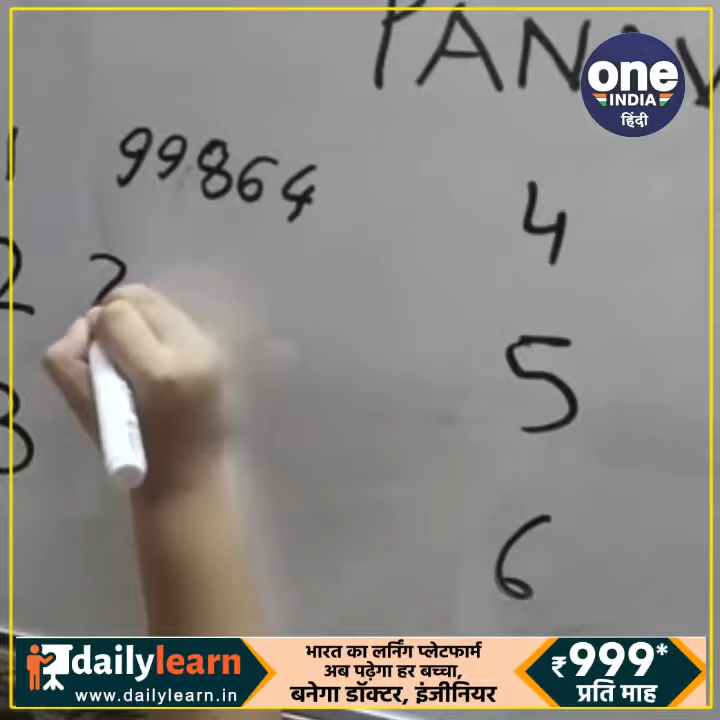 one
INDIA
हिंदी
1 99864 4
2 5
3 6
dailylearn
www.dailylearn.in
भारत का लर्निंग प्लेटफार्म
अब पढ़ेगा हर बच्चा,
बनेगा डॉक्टर, इंजीनियर
₹999*
प्रति माह